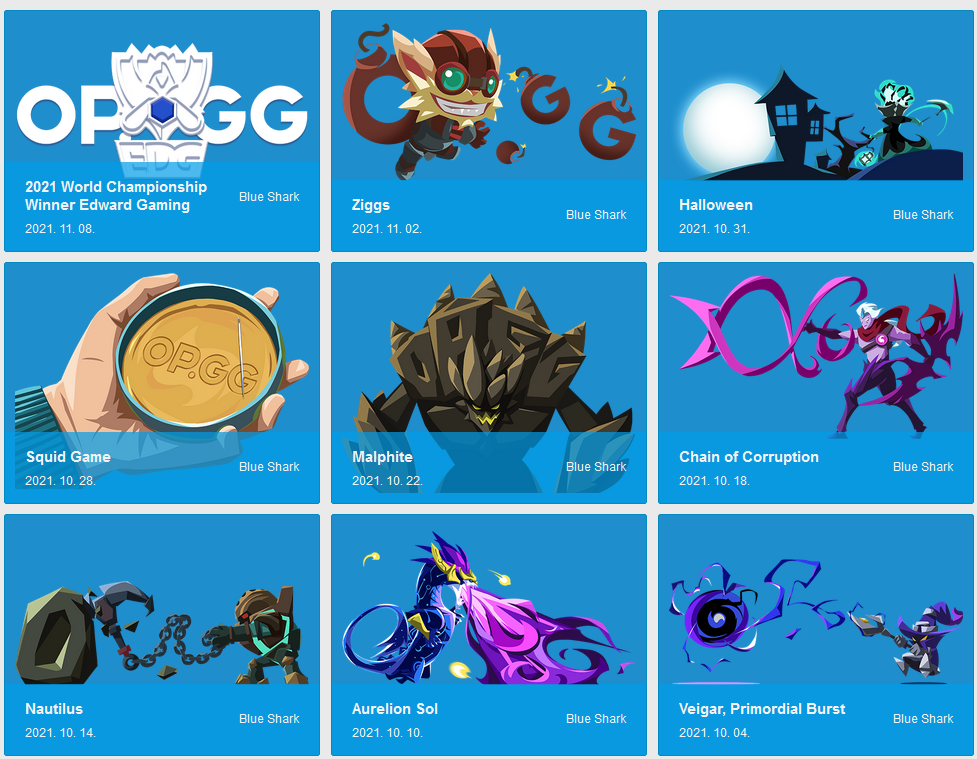 OP.GG
EDG
2021 World Championship
Winner Edward Gaming
Blue Shark
2021. 11. 08.
G G
Ziggs
Blue Shark
2021. 11. 02.
Halloween
Blue Shark
2021. 10. 31.
OP.GG
Squid Game
Blue Shark
2021. 10. 28.
OP.GG
Malphite
Blue Shark
2021. 10. 22.
Chain of Corruption
Blue Shark
2021. 10. 18.
Nautilus
Blue Shark
2021. 10. 14.
Aurelion Sol
Blue Shark
2021. 10. 10.
Veigar, Primordial Burst
Blue Shark
2021. 10. 04.